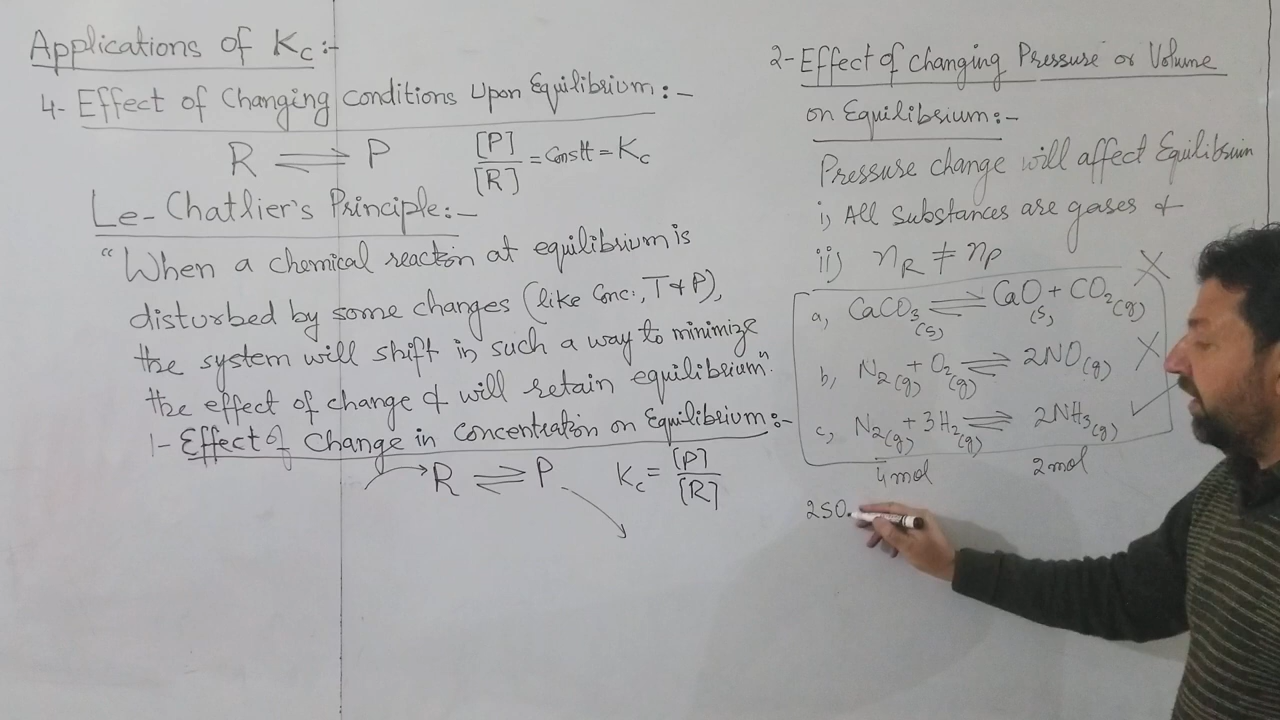 Applications of Kc:-
4- Effect of Changing Conditions Upon Equilibrium:-
R ⇌ P [P]/[R] = Constt = Kc
Le-Chatlier's Principle:-
"When a chemical reaction at equilibrium is
disturbed by some changes (like Conc., T & P),
the system will shift in such a way to minimize
the effect of change & will retain equilibrium".
1- Effect of Change in Concentration on Equilibrium:-
R ⇌ P Kc = [P]/[R]
2- Effect of changing Pressure or Volume
on Equilibrium:-
Pressure change will affect Equilibrium
i, All substances are gases &
ii) nR ≠ nP
a, CaCO3(s) ⇌ CaO(s) + CO2(g) X
b, N2(g) + O2(g) ⇌ 2NO(g) X
c, N2(g) + 3H2(g) ⇌ 2NH3(g) ✓
4mol 2mol
2SO